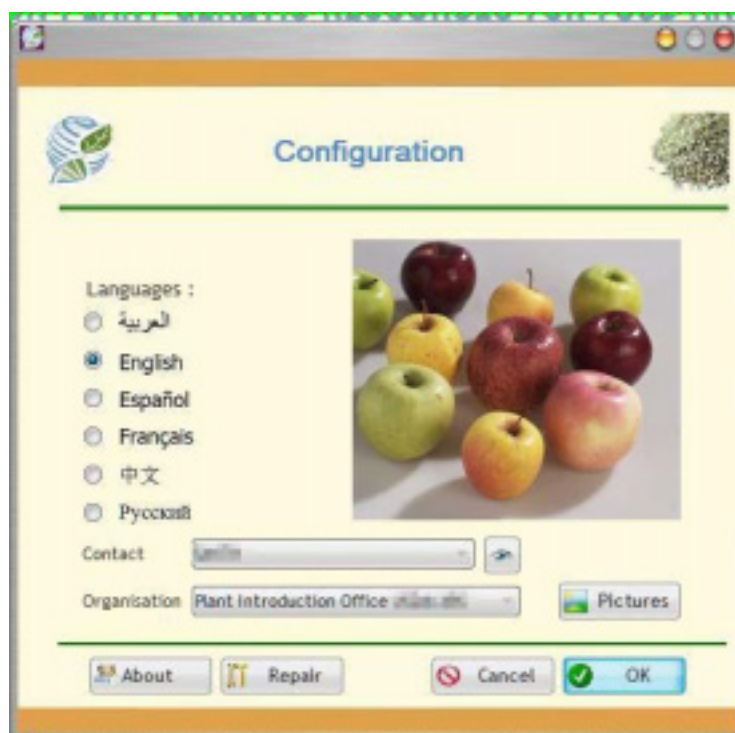 Configuration
Languages :
العربية
English
Español
Français
中文
Русский
Contact
Organisation Plant Introduction Office
Pictures
About Repair Cancel OK